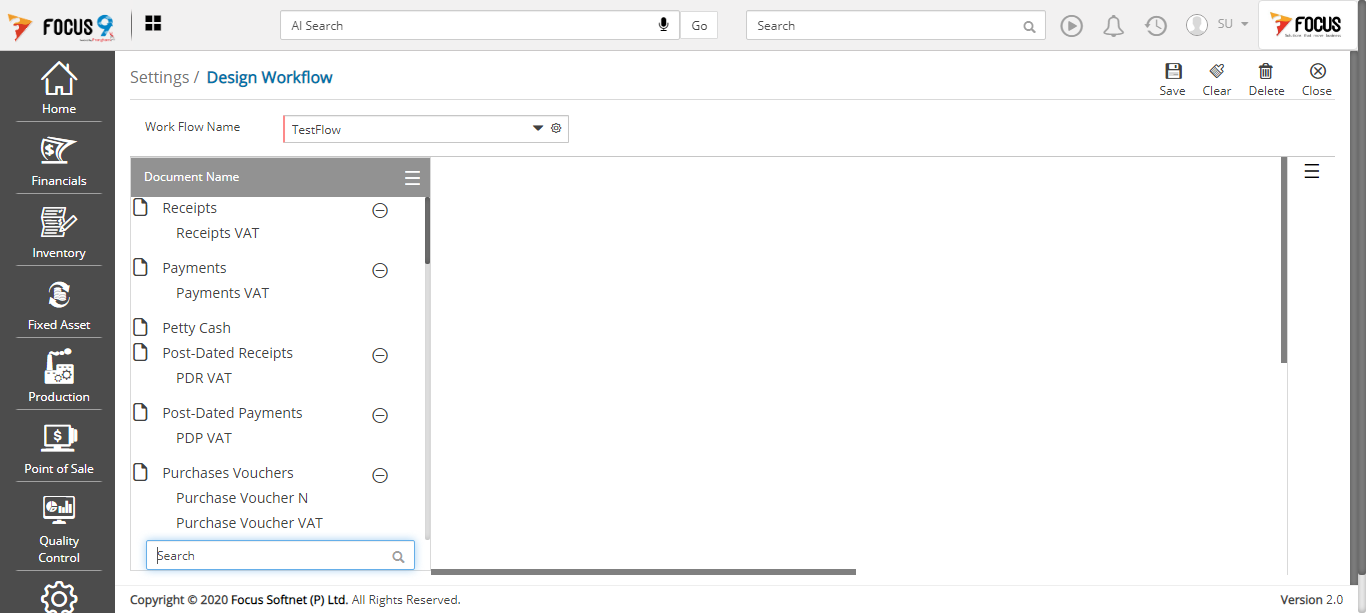 FOCUS 9
AI Search
Go
Search
SU
FOCUS
Settings / Design Workflow
Save
Clear
Delete
Close
Work Flow Name
TestFlow
Home
Financials
Inventory
Fixed Asset
Production
Point of Sale
Quality
Control
Document Name
Receipts
Receipts VAT
Payments
Payments VAT
Petty Cash
Post-Dated Receipts
PDR VAT
Post-Dated Payments
PDP VAT
Purchases Vouchers
Purchase Voucher N
Purchase Voucher VAT
Search
Copyright © 2020 Focus Softnet (P) Ltd. All Rights Reserved.
Version 2.0